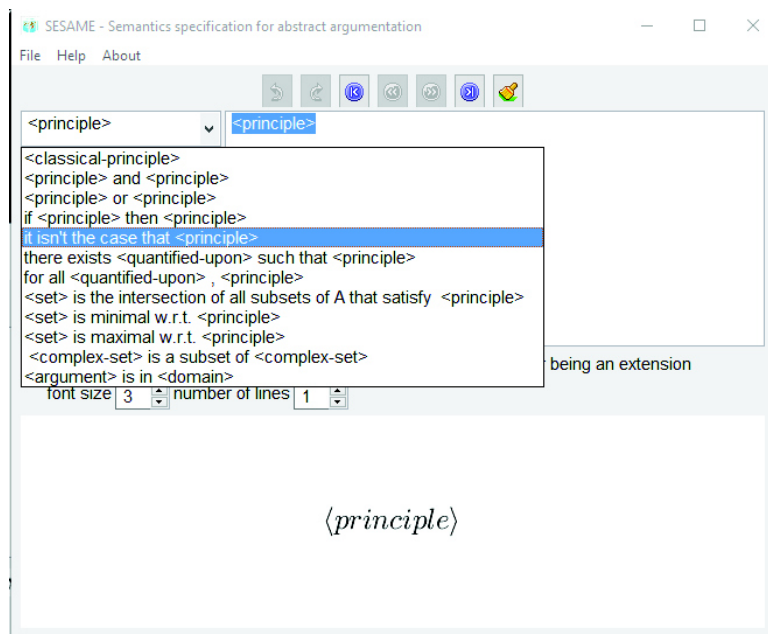 SESAME - Semantics specification for abstract argumentation
File Help About
<principle> <principle>
<classical-principle>
<principle> and <principle>
<principle> or <principle>
if <principle> then <principle>
it isn't the case that <principle>
there exists <quantified-upon> such that <principle>
for all <quantified-upon> , <principle>
<set> is the intersection of all subsets of A that satisfy <principle>
<set> is minimal w.r.t. <principle>
<set> is maximal w.r.t. <principle>
<complex-set> is a subset of <complex-set>
<argument> is in <domain>
being an extension
font size 3 number of lines 1
⟨principle⟩